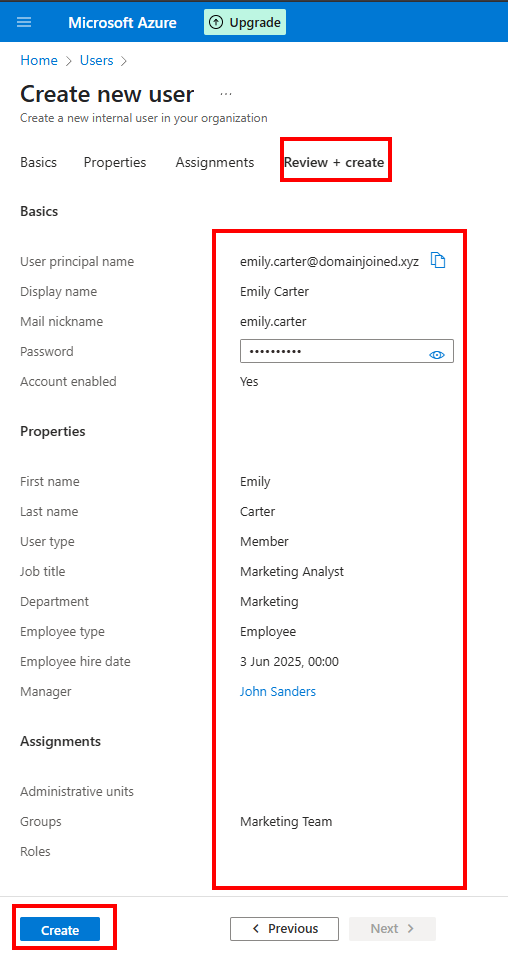 Microsoft Azure Upgrade
Home > Users >
Create new user ...
Create a new internal user in your organization
Basics Properties Assignments Review + create
Basics
User principal name emily.carter@domainjoined.xyz
Display name Emily Carter
Mail nickname emily.carter
Password ••••••••••
Account enabled Yes
Properties
First name Emily
Last name Carter
User type Member
Job title Marketing Analyst
Department Marketing
Employee type Employee
Employee hire date 3 Jun 2025, 00:00
Manager John Sanders
Assignments
Administrative units
Groups Marketing Team
Roles
Create < Previous Next >